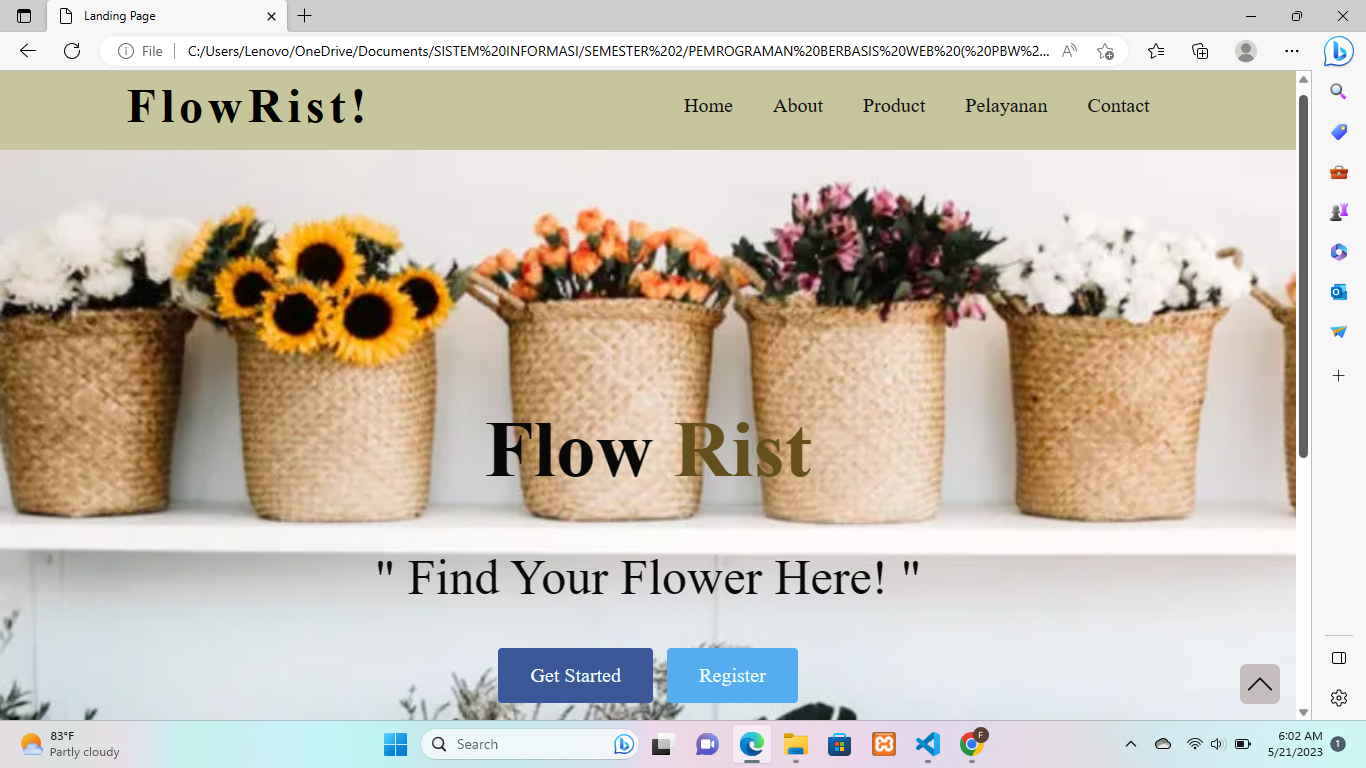 Landing Page
File
C:/Users/Lenovo/OneDrive/Documents/SISTEM%20INFORMASI/SEMESTER%202/PEMROGRAMAN%20BERBASIS%20WEB%20(%20PBW%2...
FlowRist!
Home About Product Pelayanan Contact
Flow Rist
" Find Your Flower Here! "
Get Started Register
83°F
Partly cloudy
Search
F
6:02 AM
5/21/2023
1